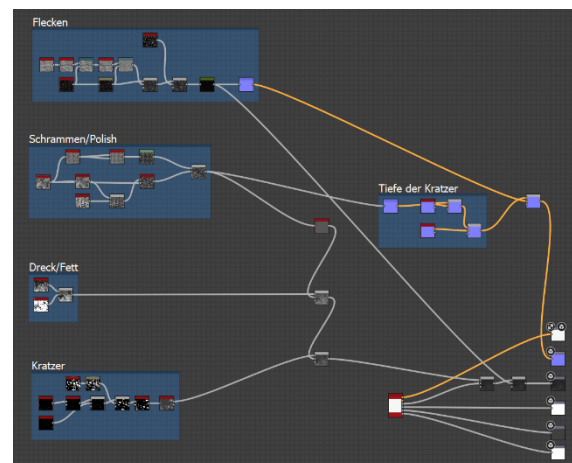 Flecken
Schrammen/Polish
Tiefe der Kratzer
Dreck/Fett
Kratzer